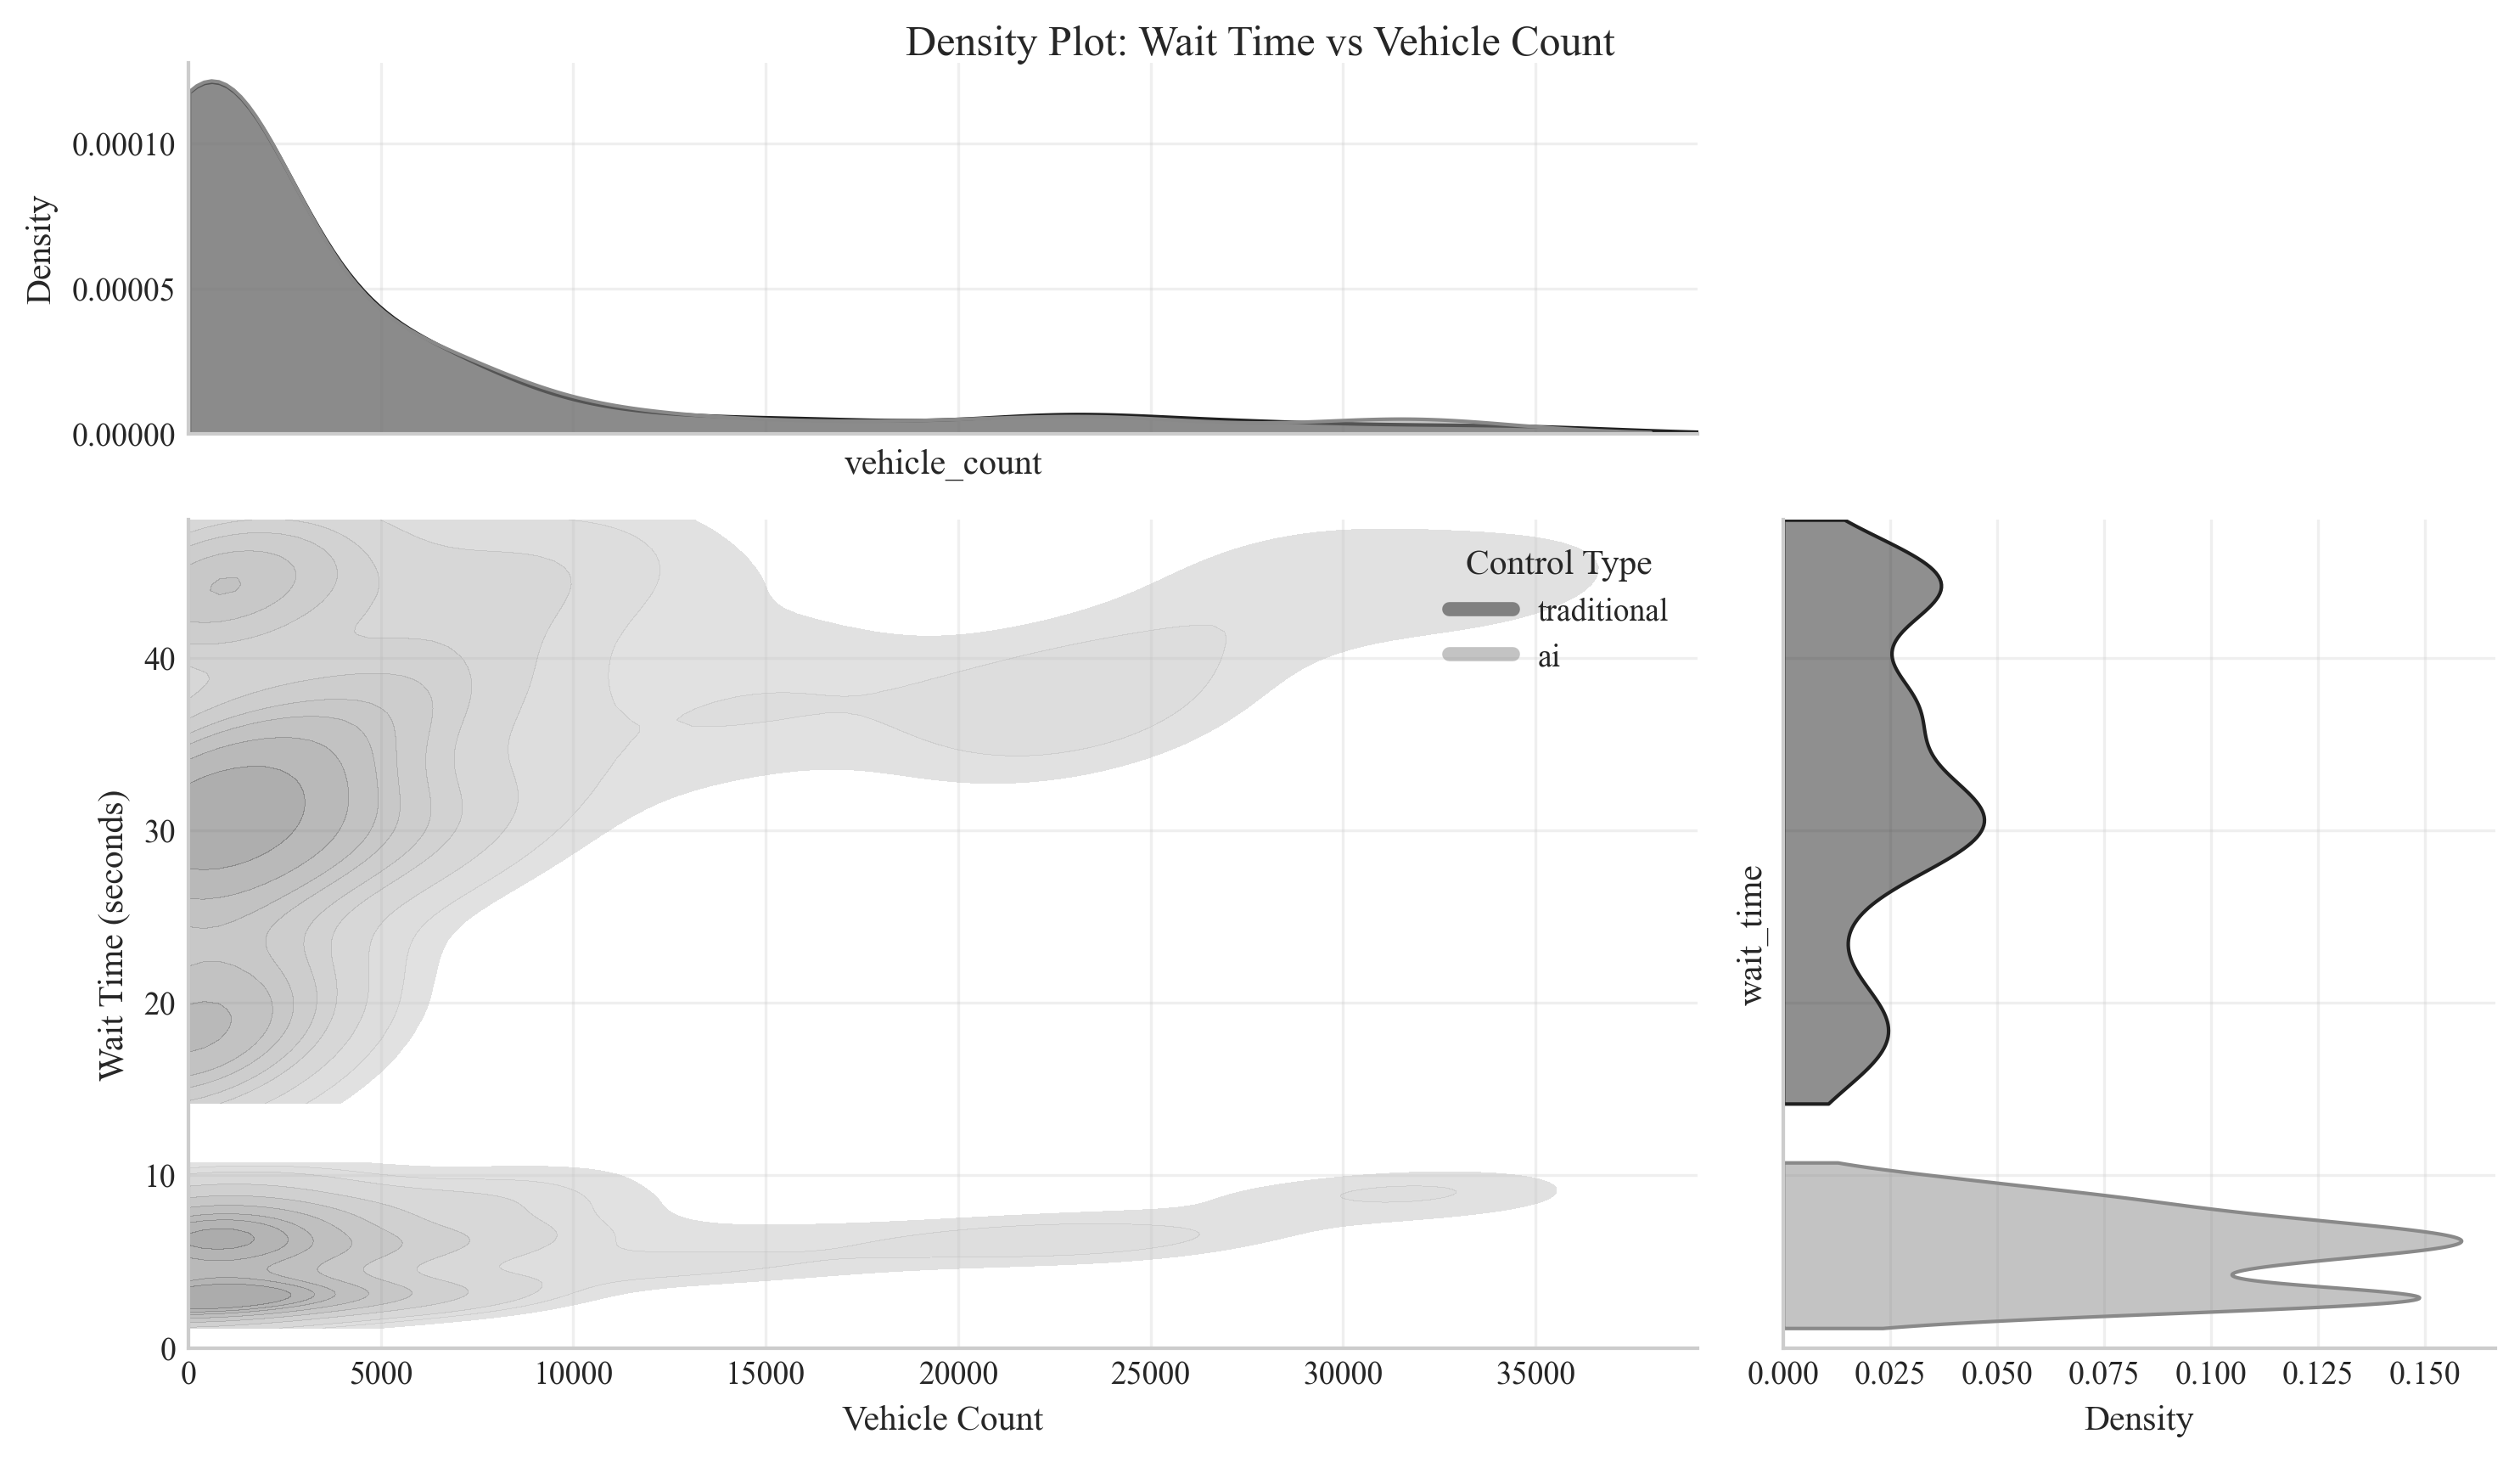 Density Plot: Wait Time vs Vehicle Count
Density
0.00010
0.00005
0.00000
vehicle_count
Wait Time (seconds)
40
30
20
10
0
0 5000 10000 15000 20000 25000 30000 35000
Vehicle Count
Control Type
traditional
ai
wait_time
0.000 0.025 0.050 0.075 0.100 0.125 0.150
Density